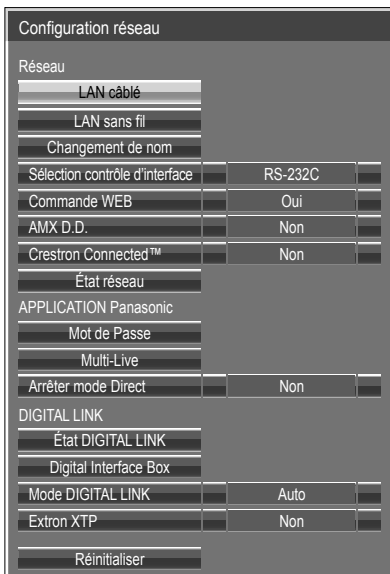 Configuration réseau
Réseau
LAN câblé
LAN sans fil
Changement de nom
Sélection contrôle d'interface RS-232C
Commande WEB Oui
AMX D.D. Non
Crestron Connected™ Non
État réseau
APPLICATION Panasonic
Mot de Passe
Multi-Live
Arrêter mode Direct Non
DIGITAL LINK
État DIGITAL LINK
Digital Interface Box
Mode DIGITAL LINK Auto
Extron XTP Non
Réinitialiser